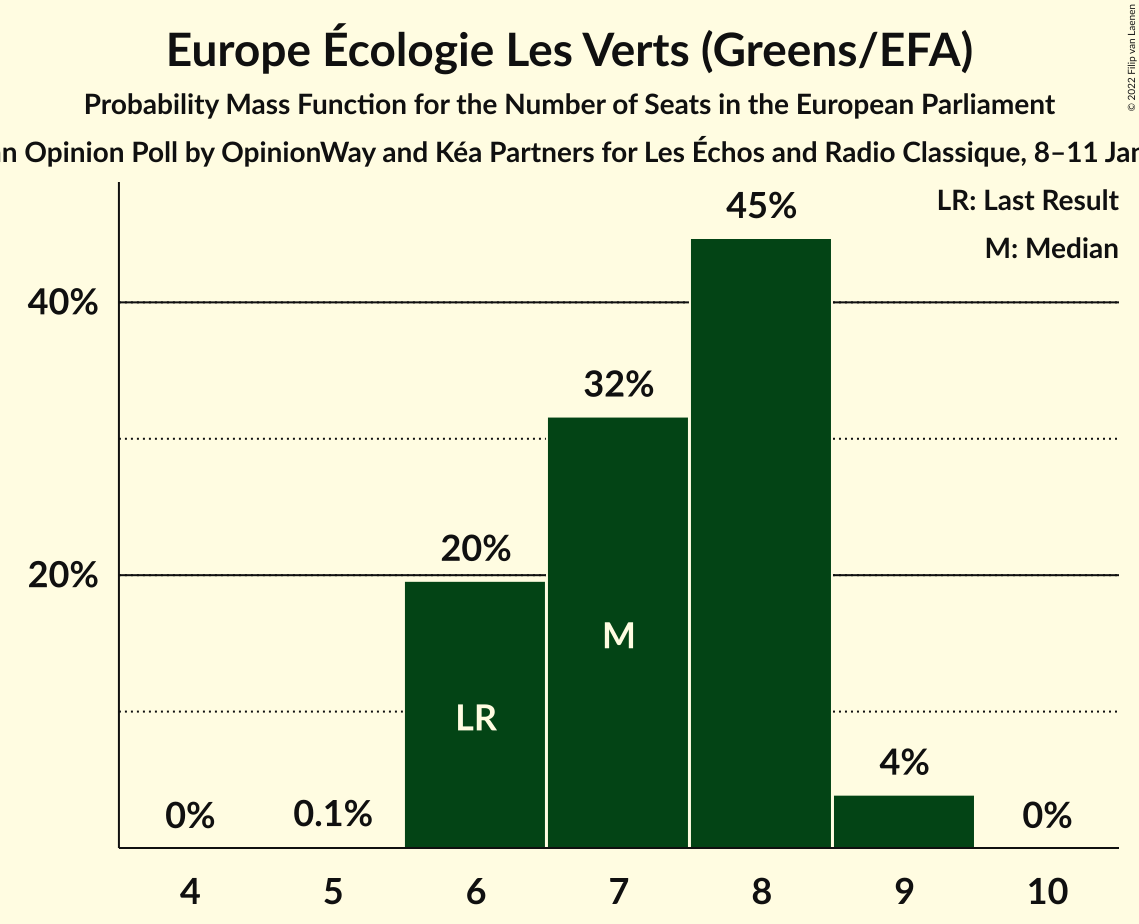 Europe Écologie Les Verts (Greens/EFA)
Probability Mass Function for the Number of Seats in the European Parliament
Opinion Poll by OpinionWay and Kéa Partners for Les Échos and Radio Classique, 8–11
© 2022 Filip van Laenen
LR: Last Result
M: Median
45%
40%
32%
20%
20%
M
LR
4%
0%
0.1%
0%
4 5 6 7 8 9 10